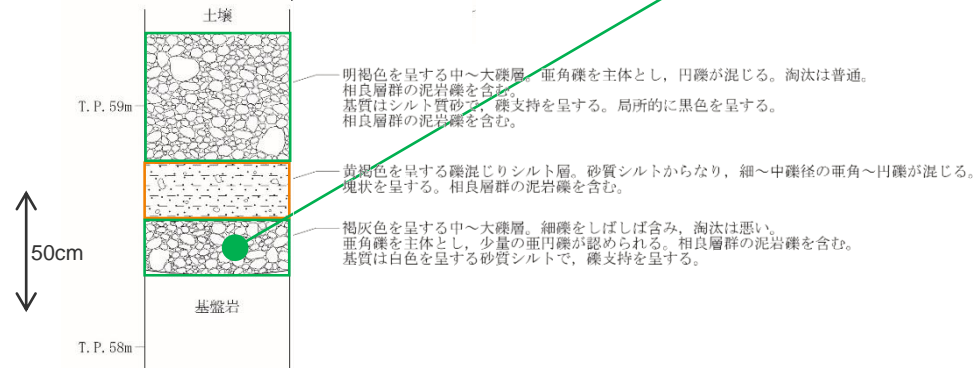 土壌
T.P.59m
明褐色を呈する中～大礫層。亜角礫を主体とし，円礫が混じる。淘汰は普通。
相良層群の泥岩礫を含む。
基質はシルト質砂で，礫支持を呈する。局所的に黒色を呈する。
相良層群の泥岩礫を含む。
黄褐色を呈する礫混じりシルト層。砂質シルトからなり，細～中礫径の亜角～円礫が混じる。
塊状を呈する。相良層群の泥岩礫を含む。
褐灰色を呈する中～大礫層。細礫をしばしば含み，淘汰は悪い。
亜角礫を主体とし，少量の亜円礫が認められる。相良層群の泥岩礫を含む。
基質は白色を呈する砂質シルトで，礫支持を呈する。
50cm
基盤岩
T.P.58m